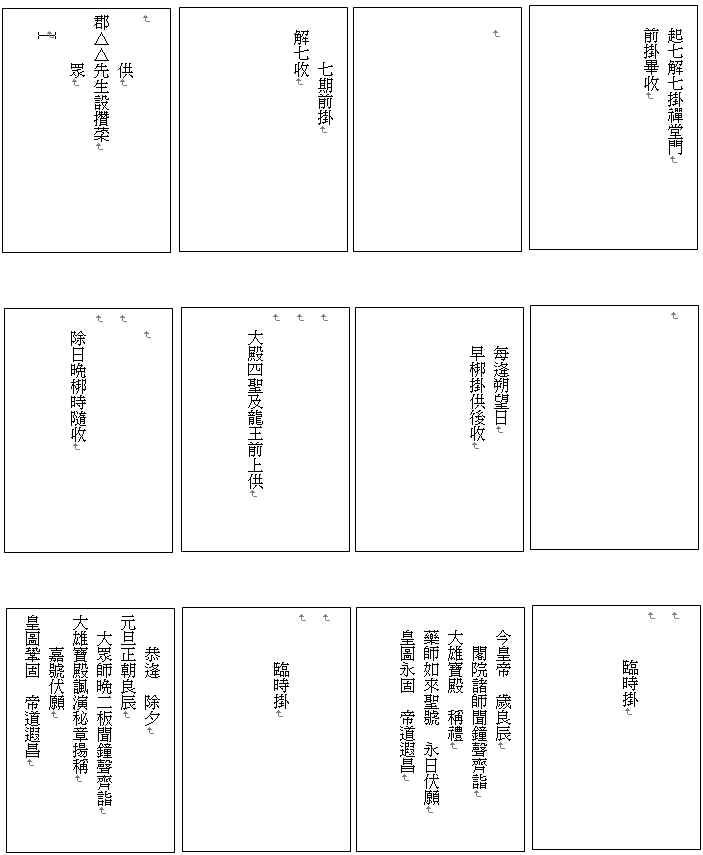 起七解七掛禪堂門
前掛畢收
七期前掛
解七收
供
郡△△先生設攢荣
眾
每逢朔望日
早梆掛供後收
大殿四聖及龍王前上供
除日晚梆時隨收
臨時掛
今皇帝　歲良辰
闔院諸師聞鐘聲齊詣
大雄寶殿　稱禮
藥師如來聖號　永日伏願
皇圖永固　帝道遐昌
臨時掛
恭逢　除夕
元旦正朝良辰
大眾師晚二板聞鐘聲齊詣
大雄寶殿諷演秘章揚稱
嘉號伏願
皇圖鞏固　帝道遐昌